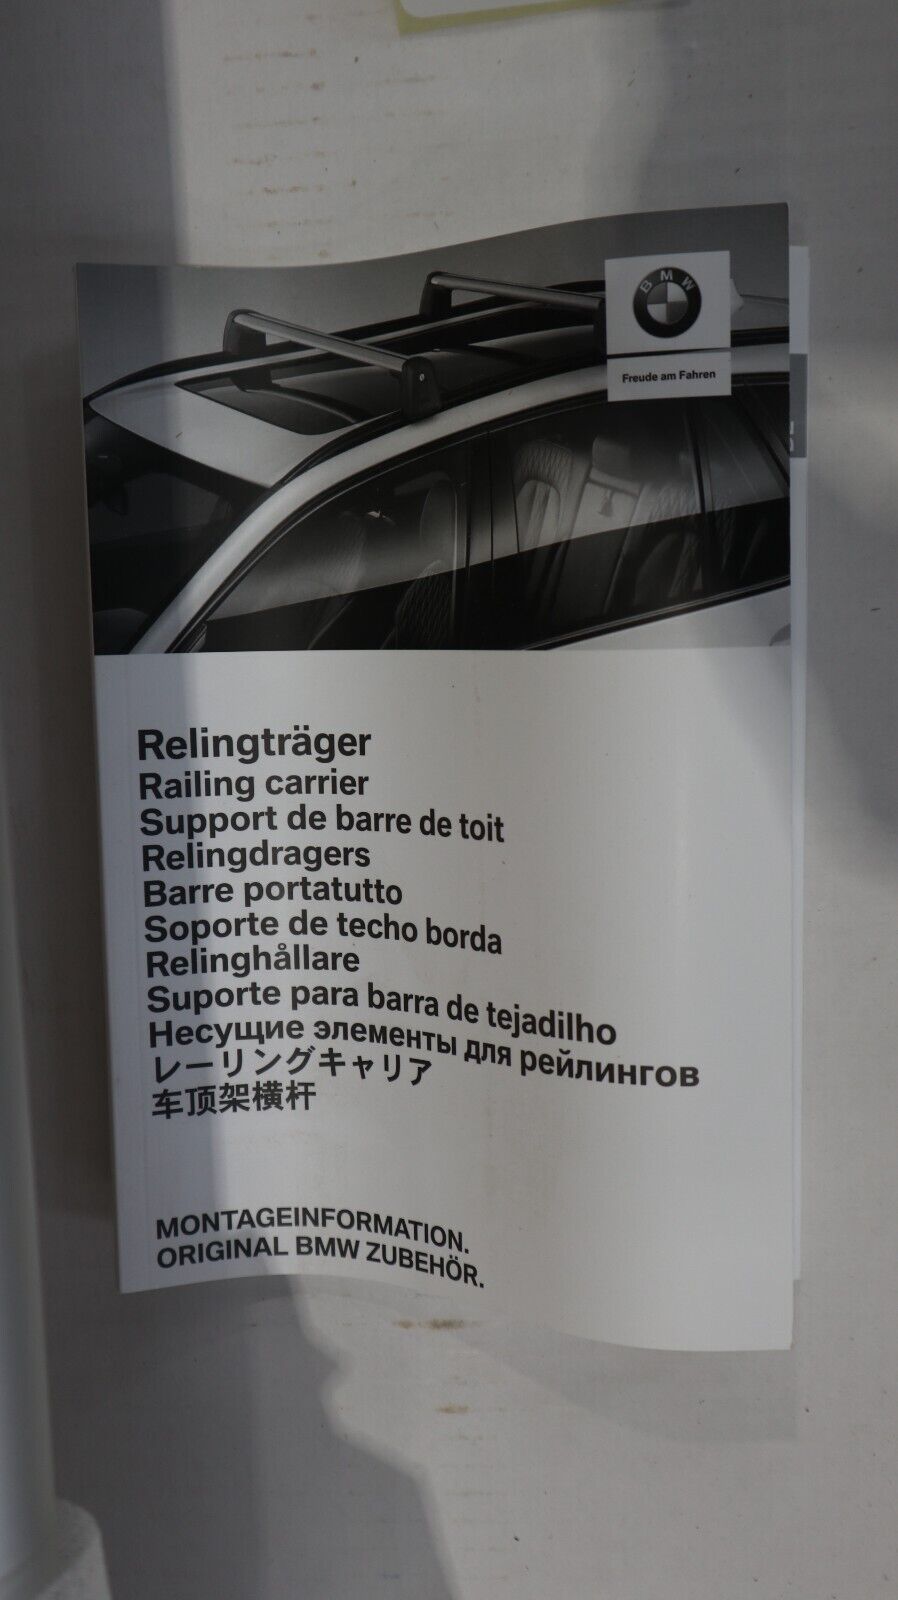 BMW
Freude am Fahren
Relingträger
Railing carrier
Support de barre de toit
Relingdragers
Barre portatutto
Soporte de techo borda
Relinghållare
Suporte para barra de tejadilho
Несущие элементы для рейлингов
レーリングキャリア
车顶架横杆
MONTAGEINFORMATION.
ORIGINAL BMW ZUBEHÖR.